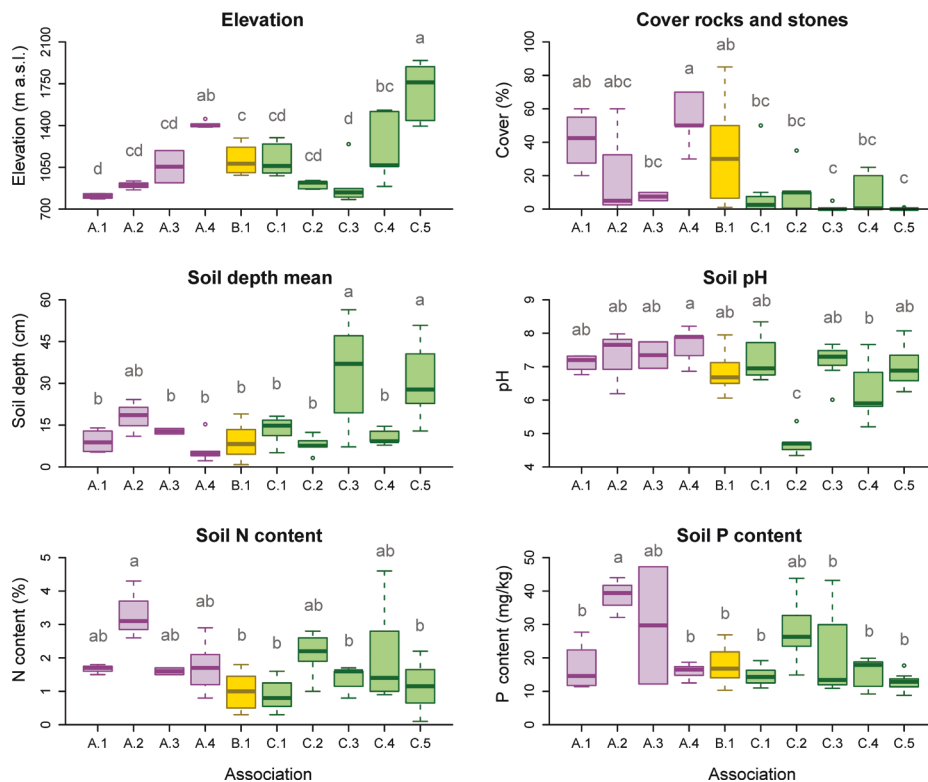 Elevation
Elevation (m a.s.l.)
2100
1750
1400
1050
700
d cd cd ab c cd cd d bc a
A.1 A.2 A.3 A.4 B.1 C.1 C.2 C.3 C.4 C.5
Cover rocks and stones
Cover (%)
100
80
60
40
20
0
ab abc bc a ab bc bc c bc c
A.1 A.2 A.3 A.4 B.1 C.1 C.2 C.3 C.4 C.5
Soil depth mean
Soil depth (cm)
60
45
30
15
0
b ab b b b b b a b a
A.1 A.2 A.3 A.4 B.1 C.1 C.2 C.3 C.4 C.5
Soil pH
pH
9
8
7
6
5
4
ab ab ab a ab ab c ab b ab
A.1 A.2 A.3 A.4 B.1 C.1 C.2 C.3 C.4 C.5
Soil N content
N content (%)
5
4
3
2
1
0
ab a ab ab b b ab b ab b
A.1 A.2 A.3 A.4 B.1 C.1 C.2 C.3 C.4 C.5
Association
Soil P content
P content (mg/kg)
50
40
30
20
10
0
b a ab b b b ab b b b
A.1 A.2 A.3 A.4 B.1 C.1 C.2 C.3 C.4 C.5
Association